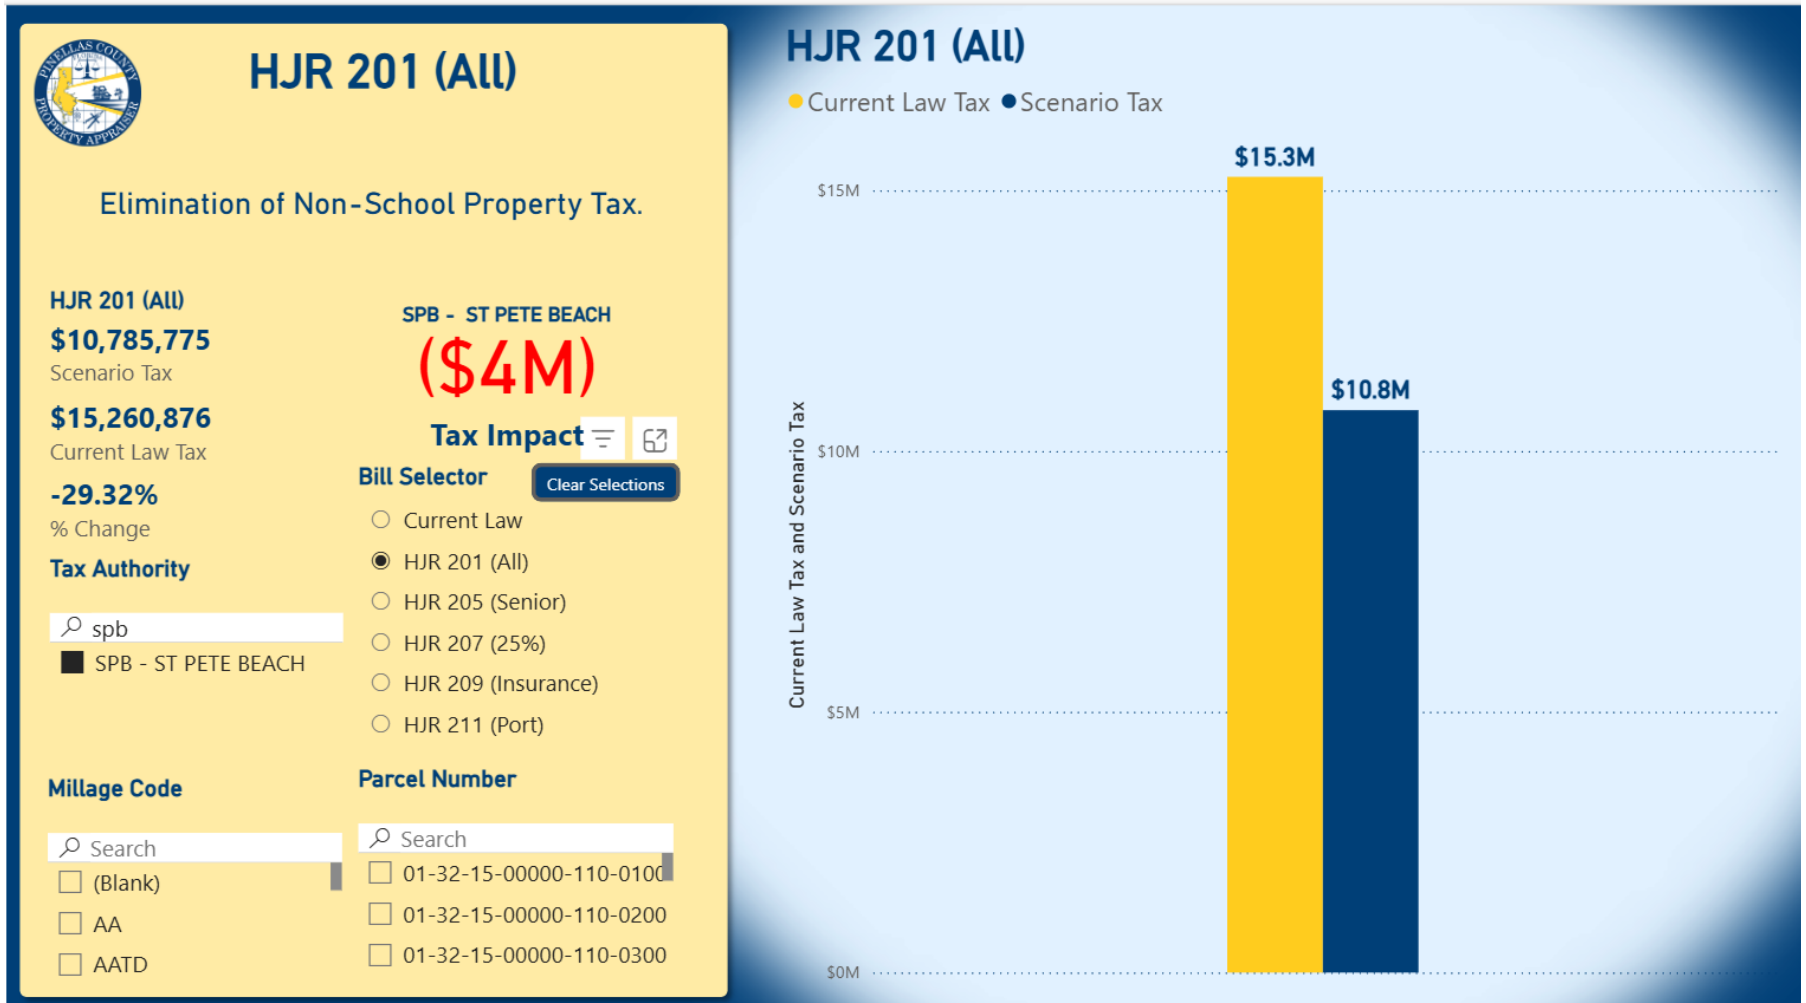 PINELLAS COUNTY
PROPERTY APPRAISER
HJR 201 (All)
Elimination of Non-School Property Tax.
HJR 201 (All)
$10,785,775
Scenario Tax
$15,260,876
Current Law Tax
-29.32%
% Change
Tax Authority
spb
SPB - ST PETE BEACH
SPB - ST PETE BEACH
($4M)
Tax Impact
Bill Selector
Clear Selections
Current Law
HJR 201 (All)
HJR 205 (Senior)
HJR 207 (25%)
HJR 209 (Insurance)
HJR 211 (Port)
Millage Code
Search
(Blank)
AA
AATD
Parcel Number
Search
01-32-15-00000-110-0100
01-32-15-00000-110-0200
01-32-15-00000-110-0300
HJR 201 (All)
Current Law Tax Scenario Tax
Current Law Tax and Scenario Tax
$15M
$10M
$5M
$0M
$15.3M
$10.8M